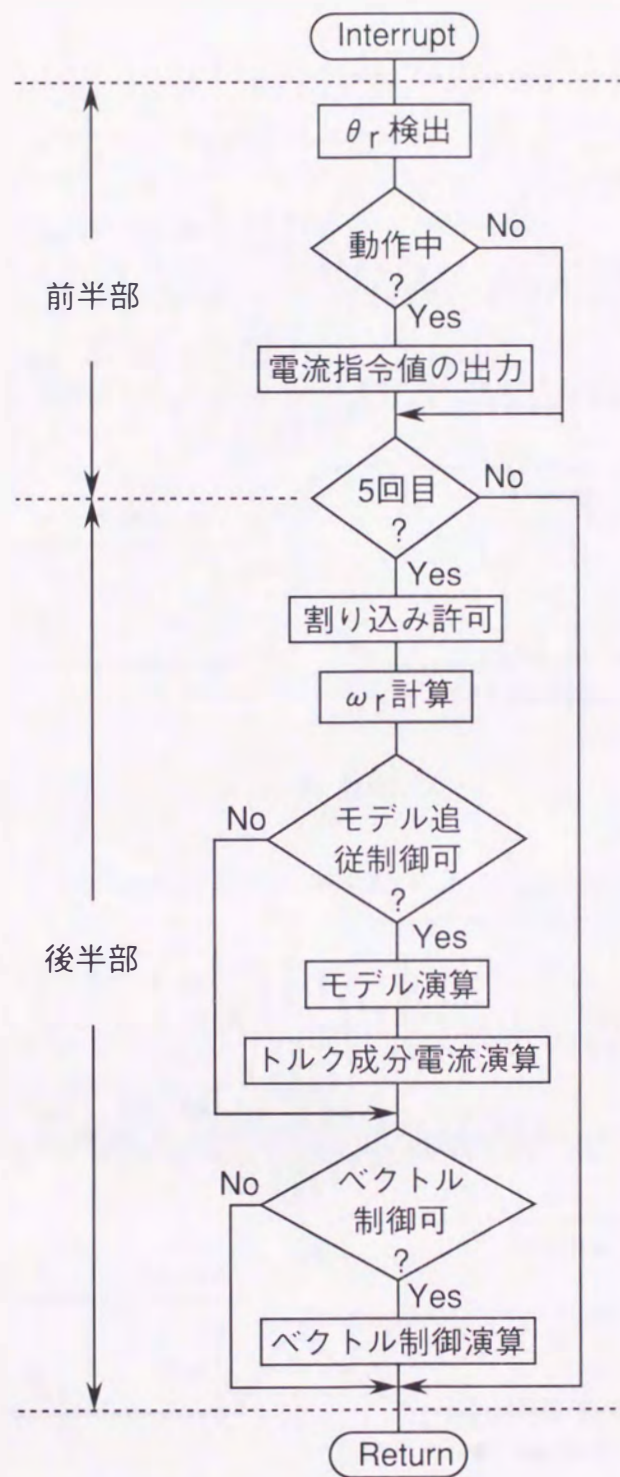 Interrupt
θr検出
動作中
?
No
Yes
前半部
電流指令値の出力
5回目
?
No
Yes
割り込み許可
ωr計算
No
モデル追
従制御可
?
Yes
後半部
モデル演算
トルク成分電流演算
No
ベクトル
制御可
?
Yes
ベクトル制御演算
Return